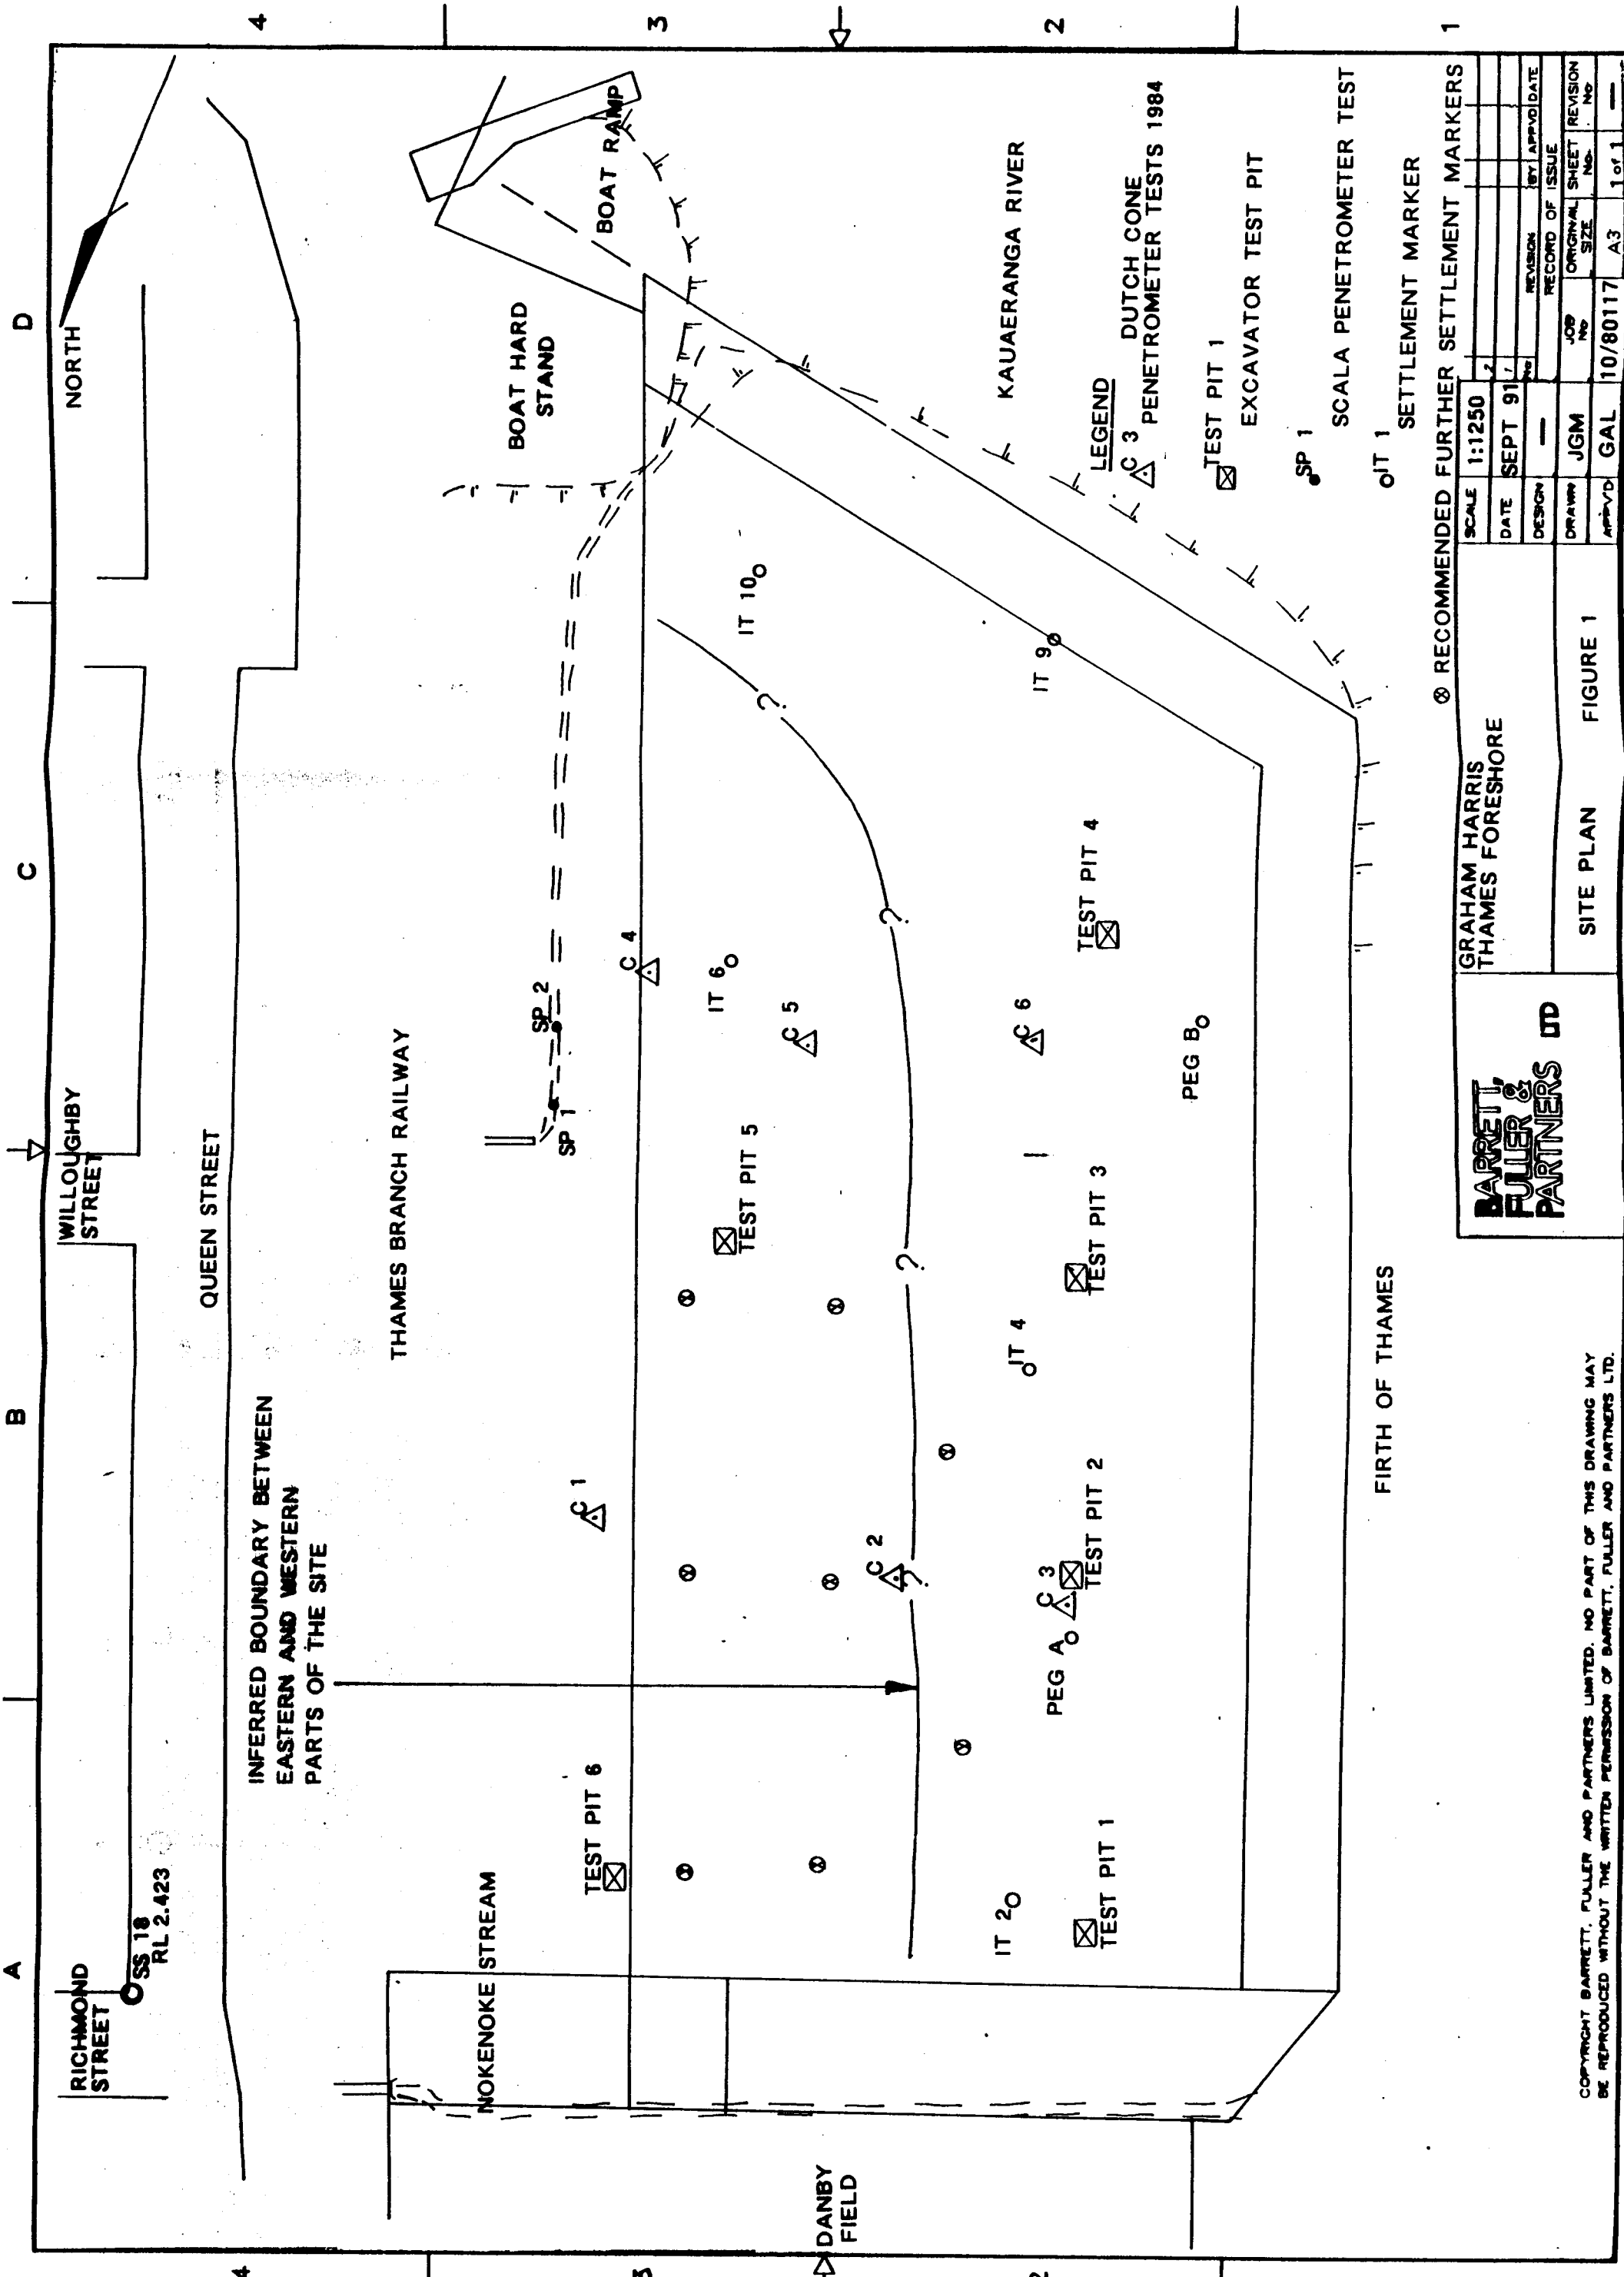 A
B
C
D
4
3
2
1
4
3
2
NORTH
RICHMOND
STREET
SS 18
RL 2.423
WILLOUGHBY
STREET
QUEEN STREET
INFERRED BOUNDARY BETWEEN
EASTERN AND WESTERN
PARTS OF THE SITE
THAMES BRANCH RAILWAY
BOAT HARD
STAND
BOAT RAMP
NOKENOKE STREAM
DANBY
FIELD
TEST PIT 6
C 1
SP 1
SP 2
C 4
TEST PIT 5
IT 6
C 5
IT 10
C 2
?
?
?
?
IT 2
TEST PIT 1
PEG A
C 3
TEST PIT 2
IT 4
TEST PIT 3
C 6
PEG B
TEST PIT 4
IT 9
KAUAERANGA RIVER
FIRTH OF THAMES
LEGEND
C 3 DUTCH CONE
PENETROMETER TESTS 1984
TEST PIT 1
EXCAVATOR TEST PIT
SP 1
SCALA PENETROMETER TEST
IT 1
SETTLEMENT MARKER
⊗ RECOMMENDED FURTHER SETTLEMENT MARKERS
COPYRIGHT BARRETT, FULLER AND PARTNERS LIMITED. NO PART OF THIS DRAWING MAY
BE REPRODUCED WITHOUT THE WRITTEN PERMISSION OF BARRETT, FULLER AND PARTNERS LTD.
BARRETT,
FULLER &
PARTNERS LTD
GRAHAM HARRIS
THAMES FORESHORE
SITE PLAN FIGURE 1
SCALE 1:1250
DATE SEPT 91
DESIGN —
DRAWN JGM
APPV'D GAL
2
1
No REVISION BY APPVD DATE
RECORD OF ISSUE
JOB No ORIGINAL SIZE SHEET No. REVISION No
10/80117 A3 1 of 1 —